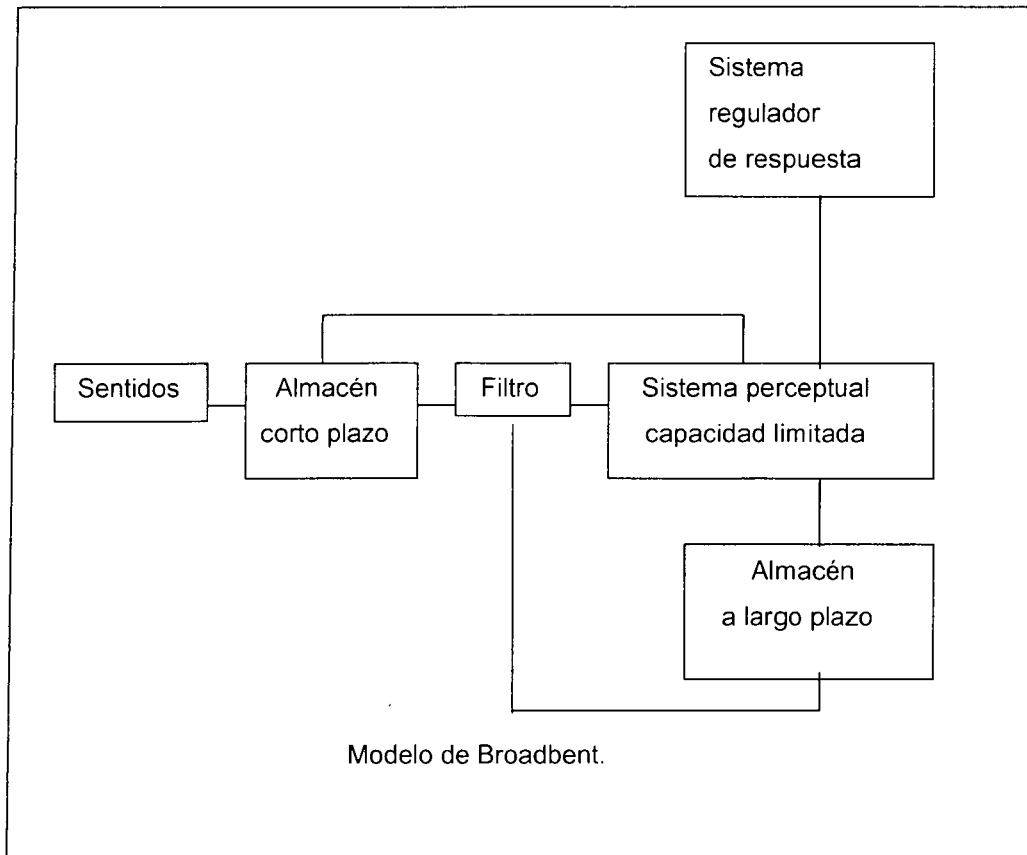 Sistema
regulador
de respuesta
Sentidos
Almacén
corto plazo
Filtro
Sistema perceptual
capacidad limitada
Almacén
a largo plazo
Modelo de Broadbent.